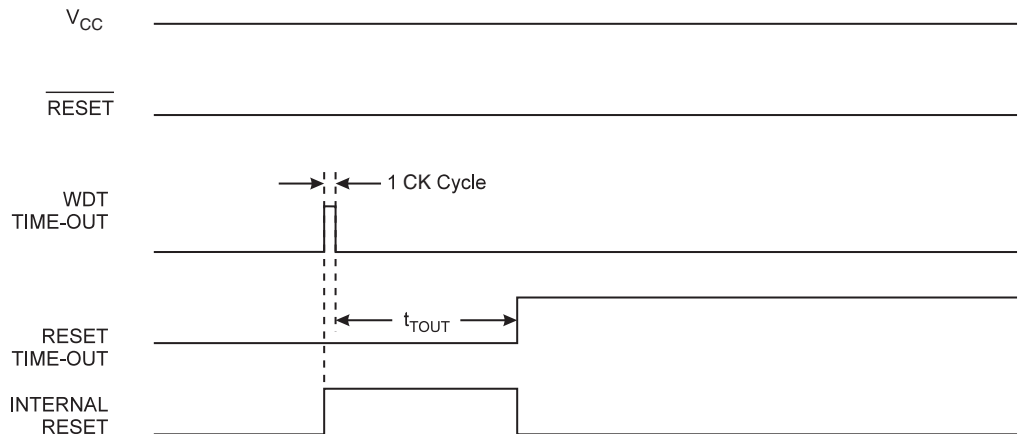 VCC
RESET
1 CK Cycle
WDT
TIME-OUT
tTOUT
RESET
TIME-OUT
INTERNAL
RESET